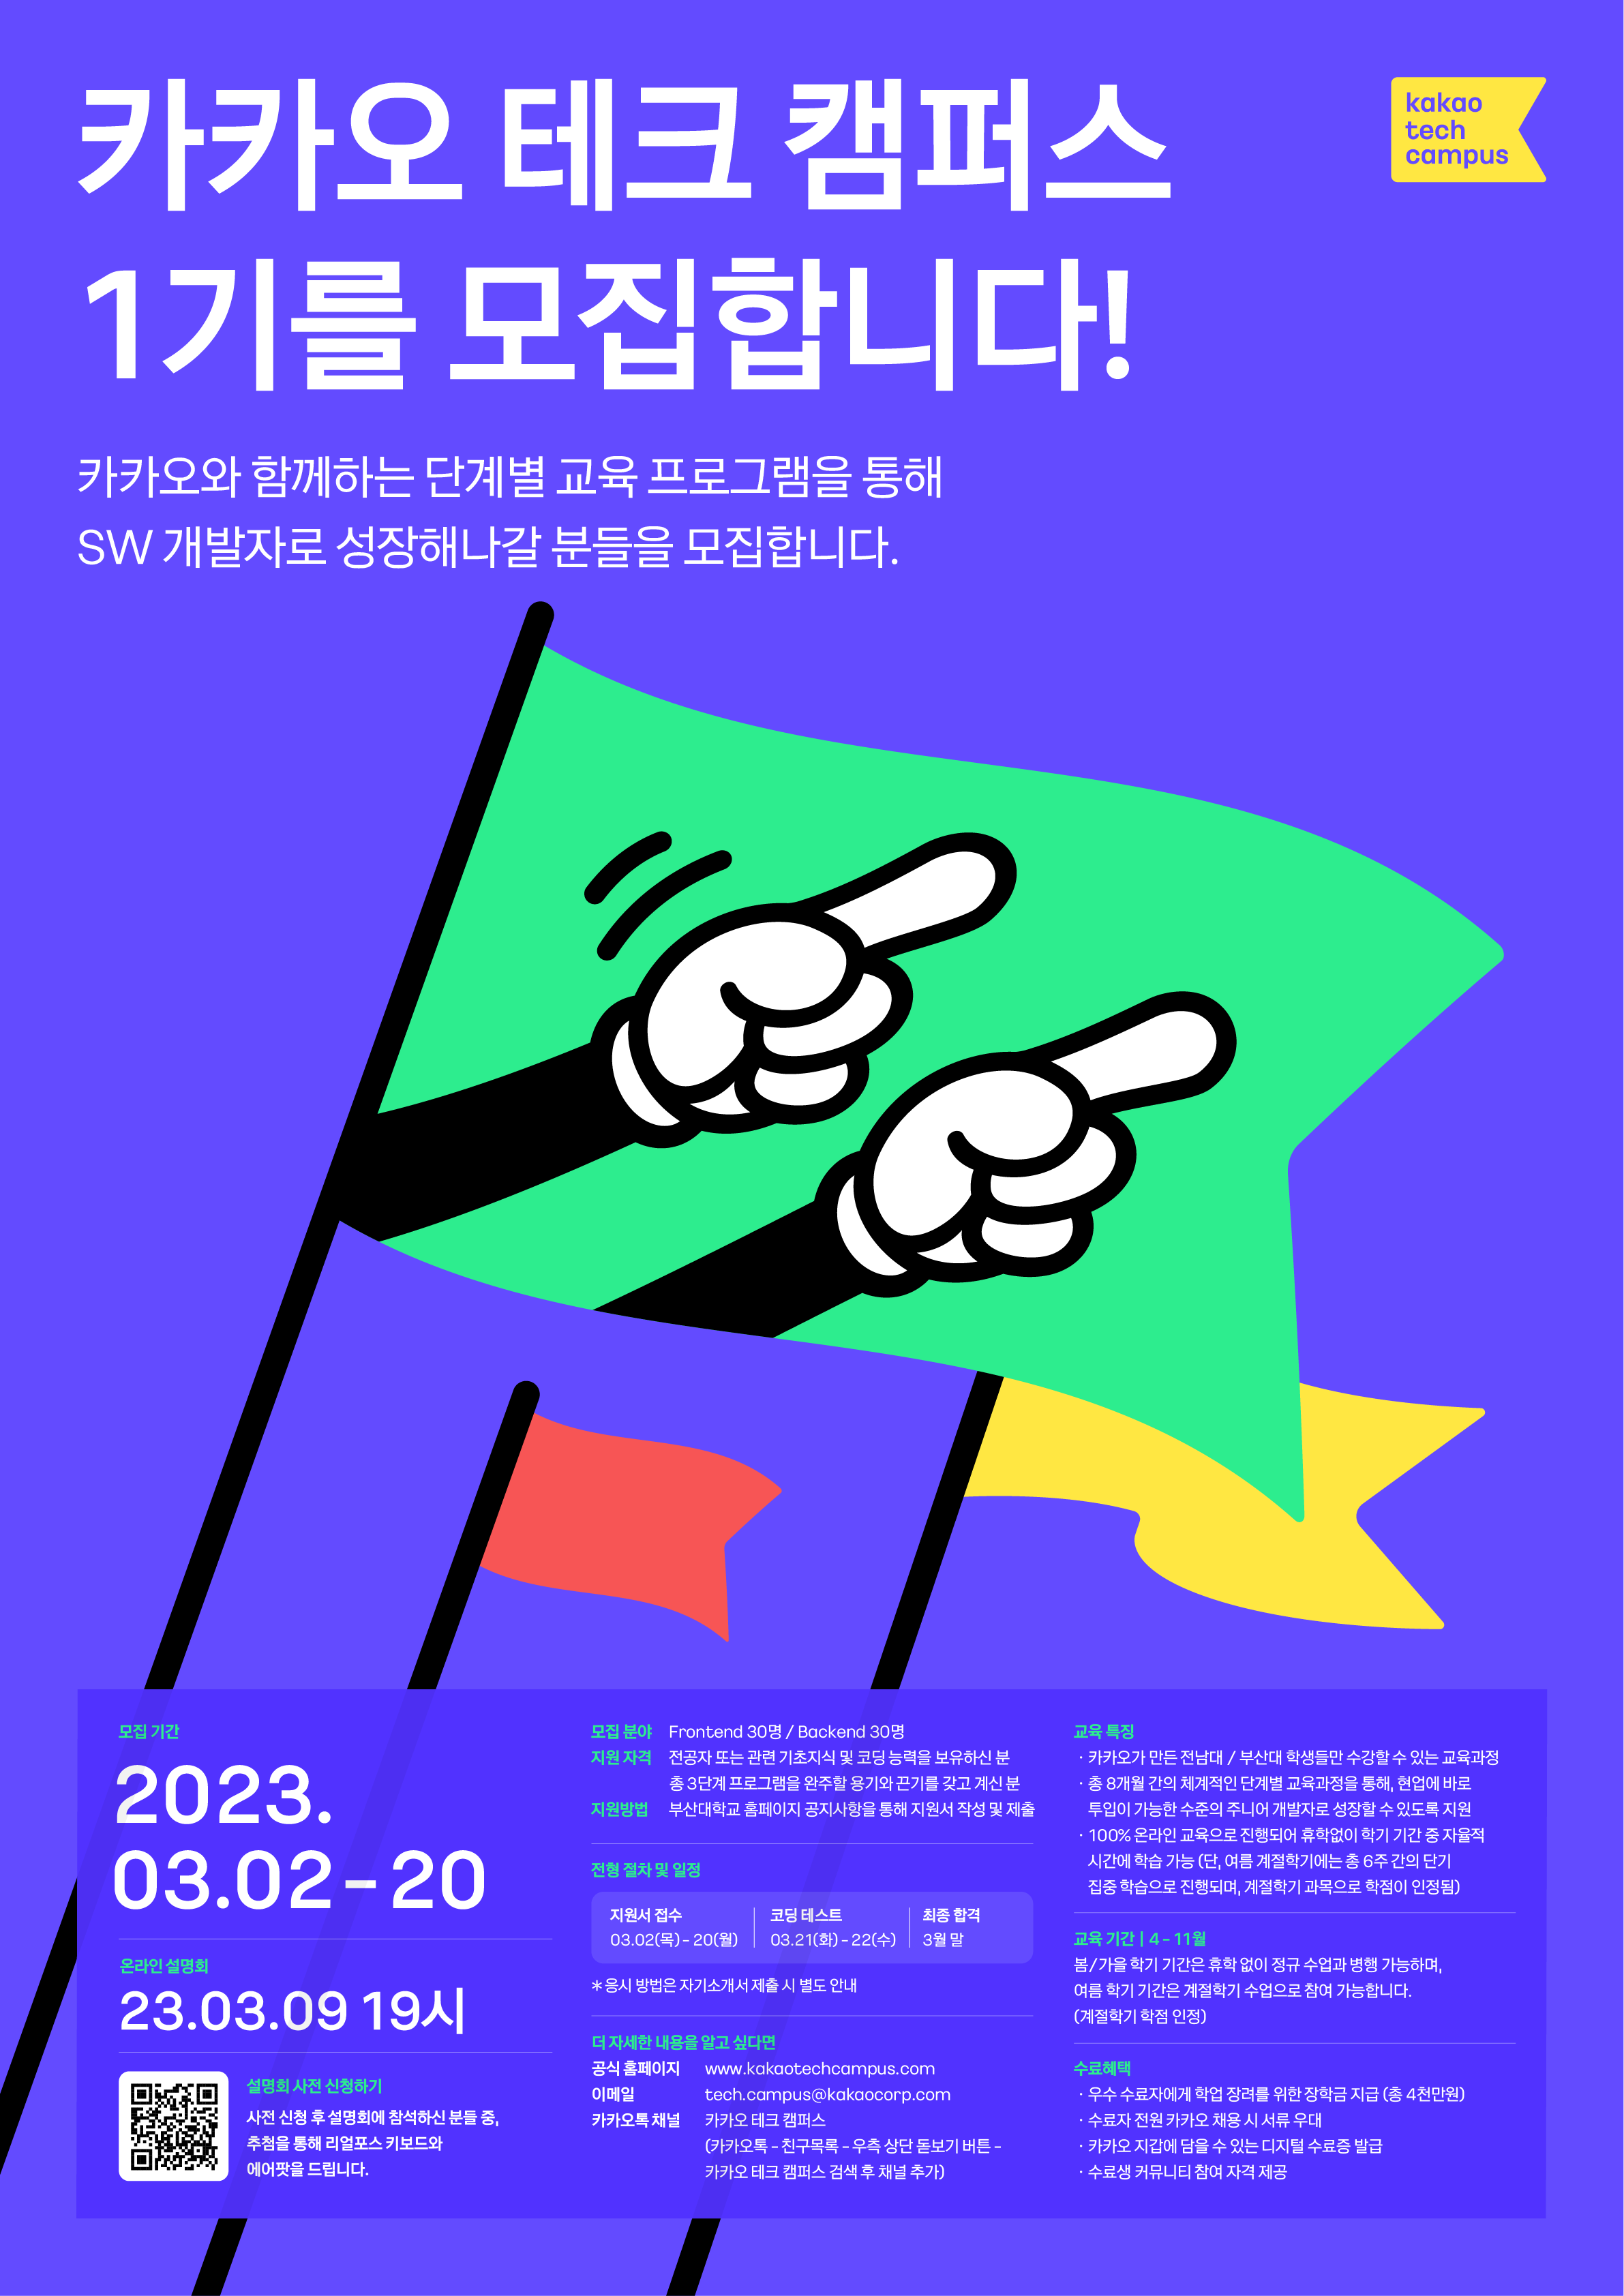 카카오 테크 캠퍼스
1기를 모집합니다!
kakao
tech
campus
카카오와 함께하는 단계별 교육 프로그램을 통해
SW 개발자로 성장해나갈 분들을 모집합니다.
모집 기간
2023.
03.02-20
온라인 설명회
23.03.09 19시
설명회 사전 신청하기
사전 신청 후 설명회에 참석하신 분들 중,
추첨을 통해 리얼포스 키보드와
에어팟을 드립니다.
모집 분야 Frontend 30명 / Backend 30명
지원 자격 전공자 또는 관련 기초지식 및 코딩 능력을 보유하신 분
총 3단계 프로그램을 완주할 용기와 끈기를 갖고 계신 분
지원방법 부산대학교 홈페이지 공지사항을 통해 지원서 작성 및 제출
전형 절차 및 일정
지원서 접수 코딩 테스트 최종 합격
03.02(목) - 20(월) 03.21(화) - 22(수) 3월 말
* 응시 방법은 자기소개서 제출 시 별도 안내
더 자세한 내용을 알고 싶다면
공식 홈페이지 www.kakaotechcampus.com
이메일 tech.campus@kakaocorp.com
카카오톡 채널 카카오 테크 캠퍼스
(카카오톡 - 친구목록 - 우측 상단 돋보기 버튼 -
카카오 테크 캠퍼스 검색 후 채널 추가)
교육 특징
· 카카오가 만든 전남대 / 부산대 학생들만 수강할 수 있는 교육과정
· 총 8개월 간의 체계적인 단계별 교육과정을 통해, 현업에 바로
투입이 가능한 수준의 주니어 개발자로 성장할 수 있도록 지원
· 100% 온라인 교육으로 진행되어 휴학없이 학기 기간 중 자율적
시간에 학습 가능 (단, 여름 계절학기에는 총 6주 간의 단기
집중 학습으로 진행되며, 계절학기 과목으로 학점이 인정됨)
교육 기간 | 4 - 11월
봄/가을 학기 기간은 휴학 없이 정규 수업과 병행 가능하며,
여름 학기 기간은 계절학기 수업으로 참여 가능합니다.
(계절학기 학점 인정)
수료혜택
· 우수 수료자에게 학업 장려를 위한 장학금 지급 (총 4천만원)
· 수료자 전원 카카오 채용 시 서류 우대
· 카카오 지갑에 담을 수 있는 디지털 수료증 발급
· 수료생 커뮤니티 참여 자격 제공